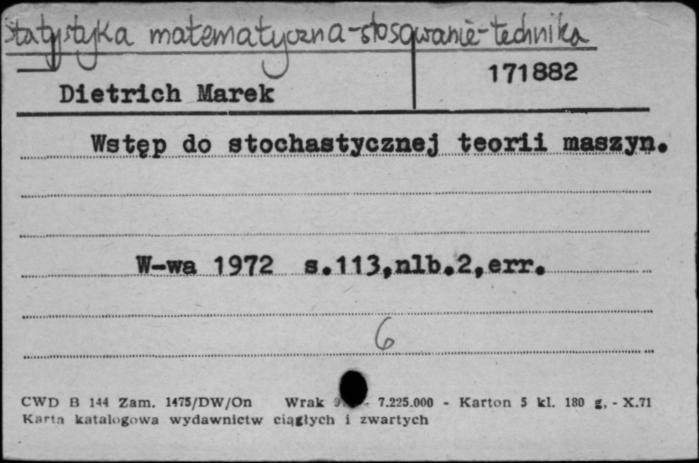 Statystyka matematyczna-stosowanie-technika
171882
Dietrich Marek
Wstęp do stochastycznej teorii maszyn.
W-wa 1972 s.113,nlb.2,err.
6
CWD B 144 Zam. 1475/DW/On Wrak - 7.225.000 - Karton 5 kl. 180 g, - X.71
Karta katalogowa wydawnictw ciągłych i zwartych